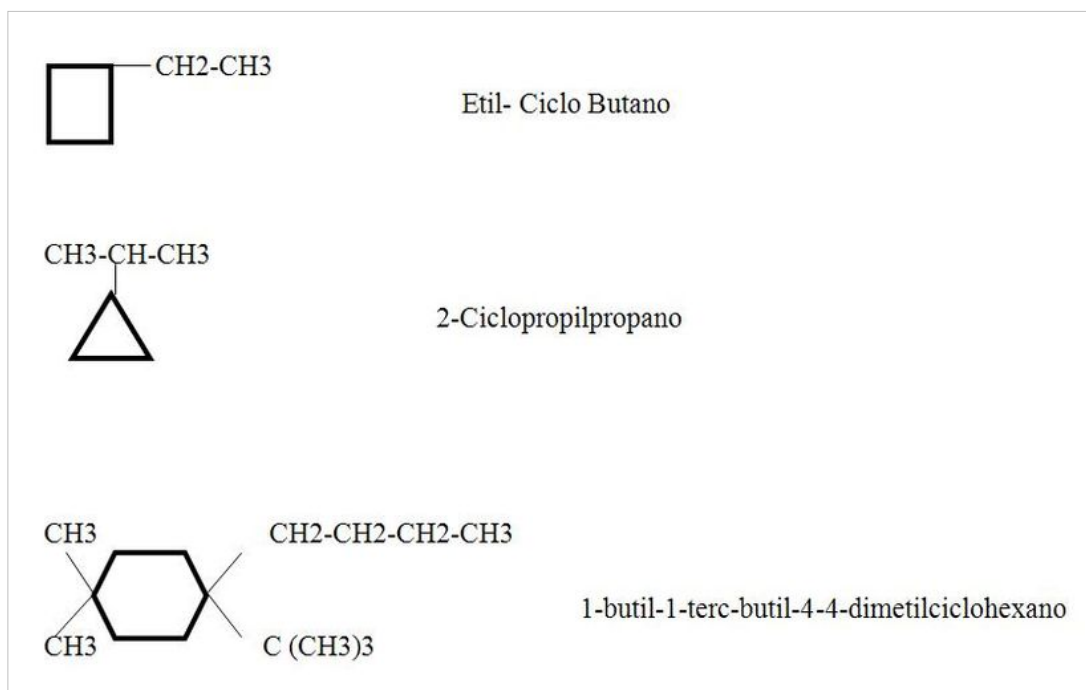 CH2-CH3
Etil- Ciclo Butano
CH3-CH-CH3
2-Ciclopropilpropano
CH3
CH2-CH2-CH2-CH3
1-butil-1-terc-butil-4-4-dimetilciclohexano
CH3
C (CH3)3